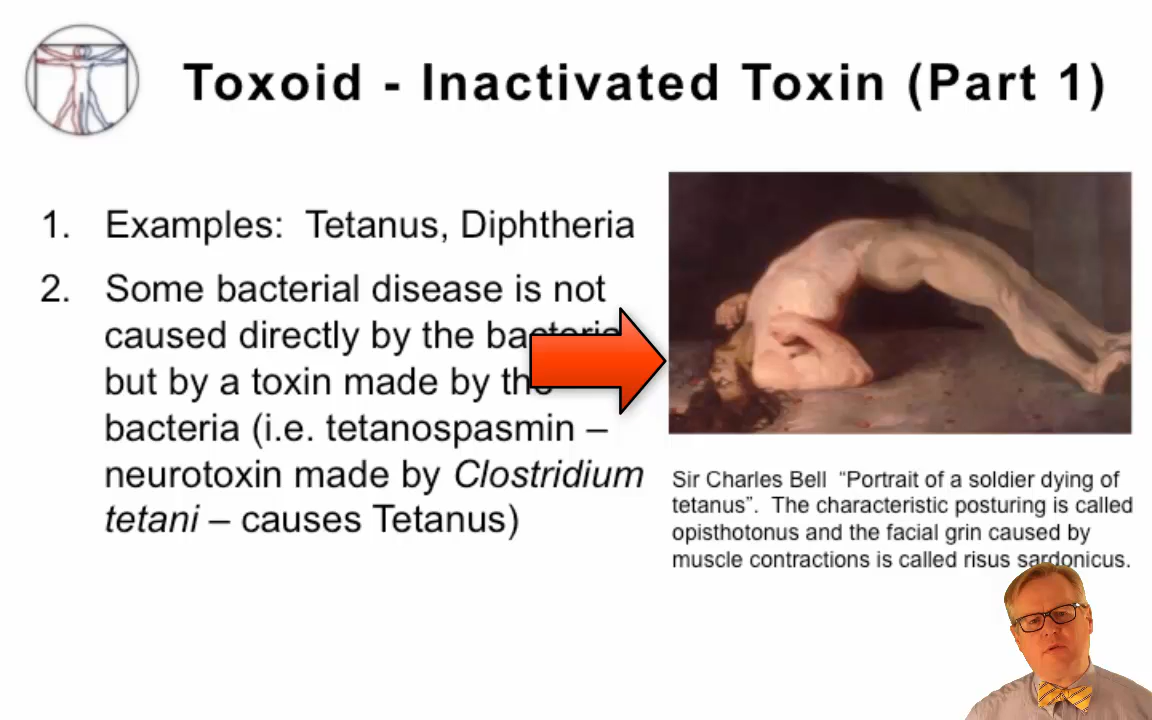 Toxoid - Inactivated Toxin (Part 1)
1. Examples: Tetanus, Diphtheria
2. Some bacterial disease is not
caused directly by the bacteria
but by a toxin made by the
bacteria (i.e. tetanospasmin –
neurotoxin made by Clostridium
tetani – causes Tetanus)
Sir Charles Bell “Portrait of a soldier dying of
tetanus”. The characteristic posturing is called
opisthotonus and the facial grin caused by
muscle contractions is called risus sardonicus.